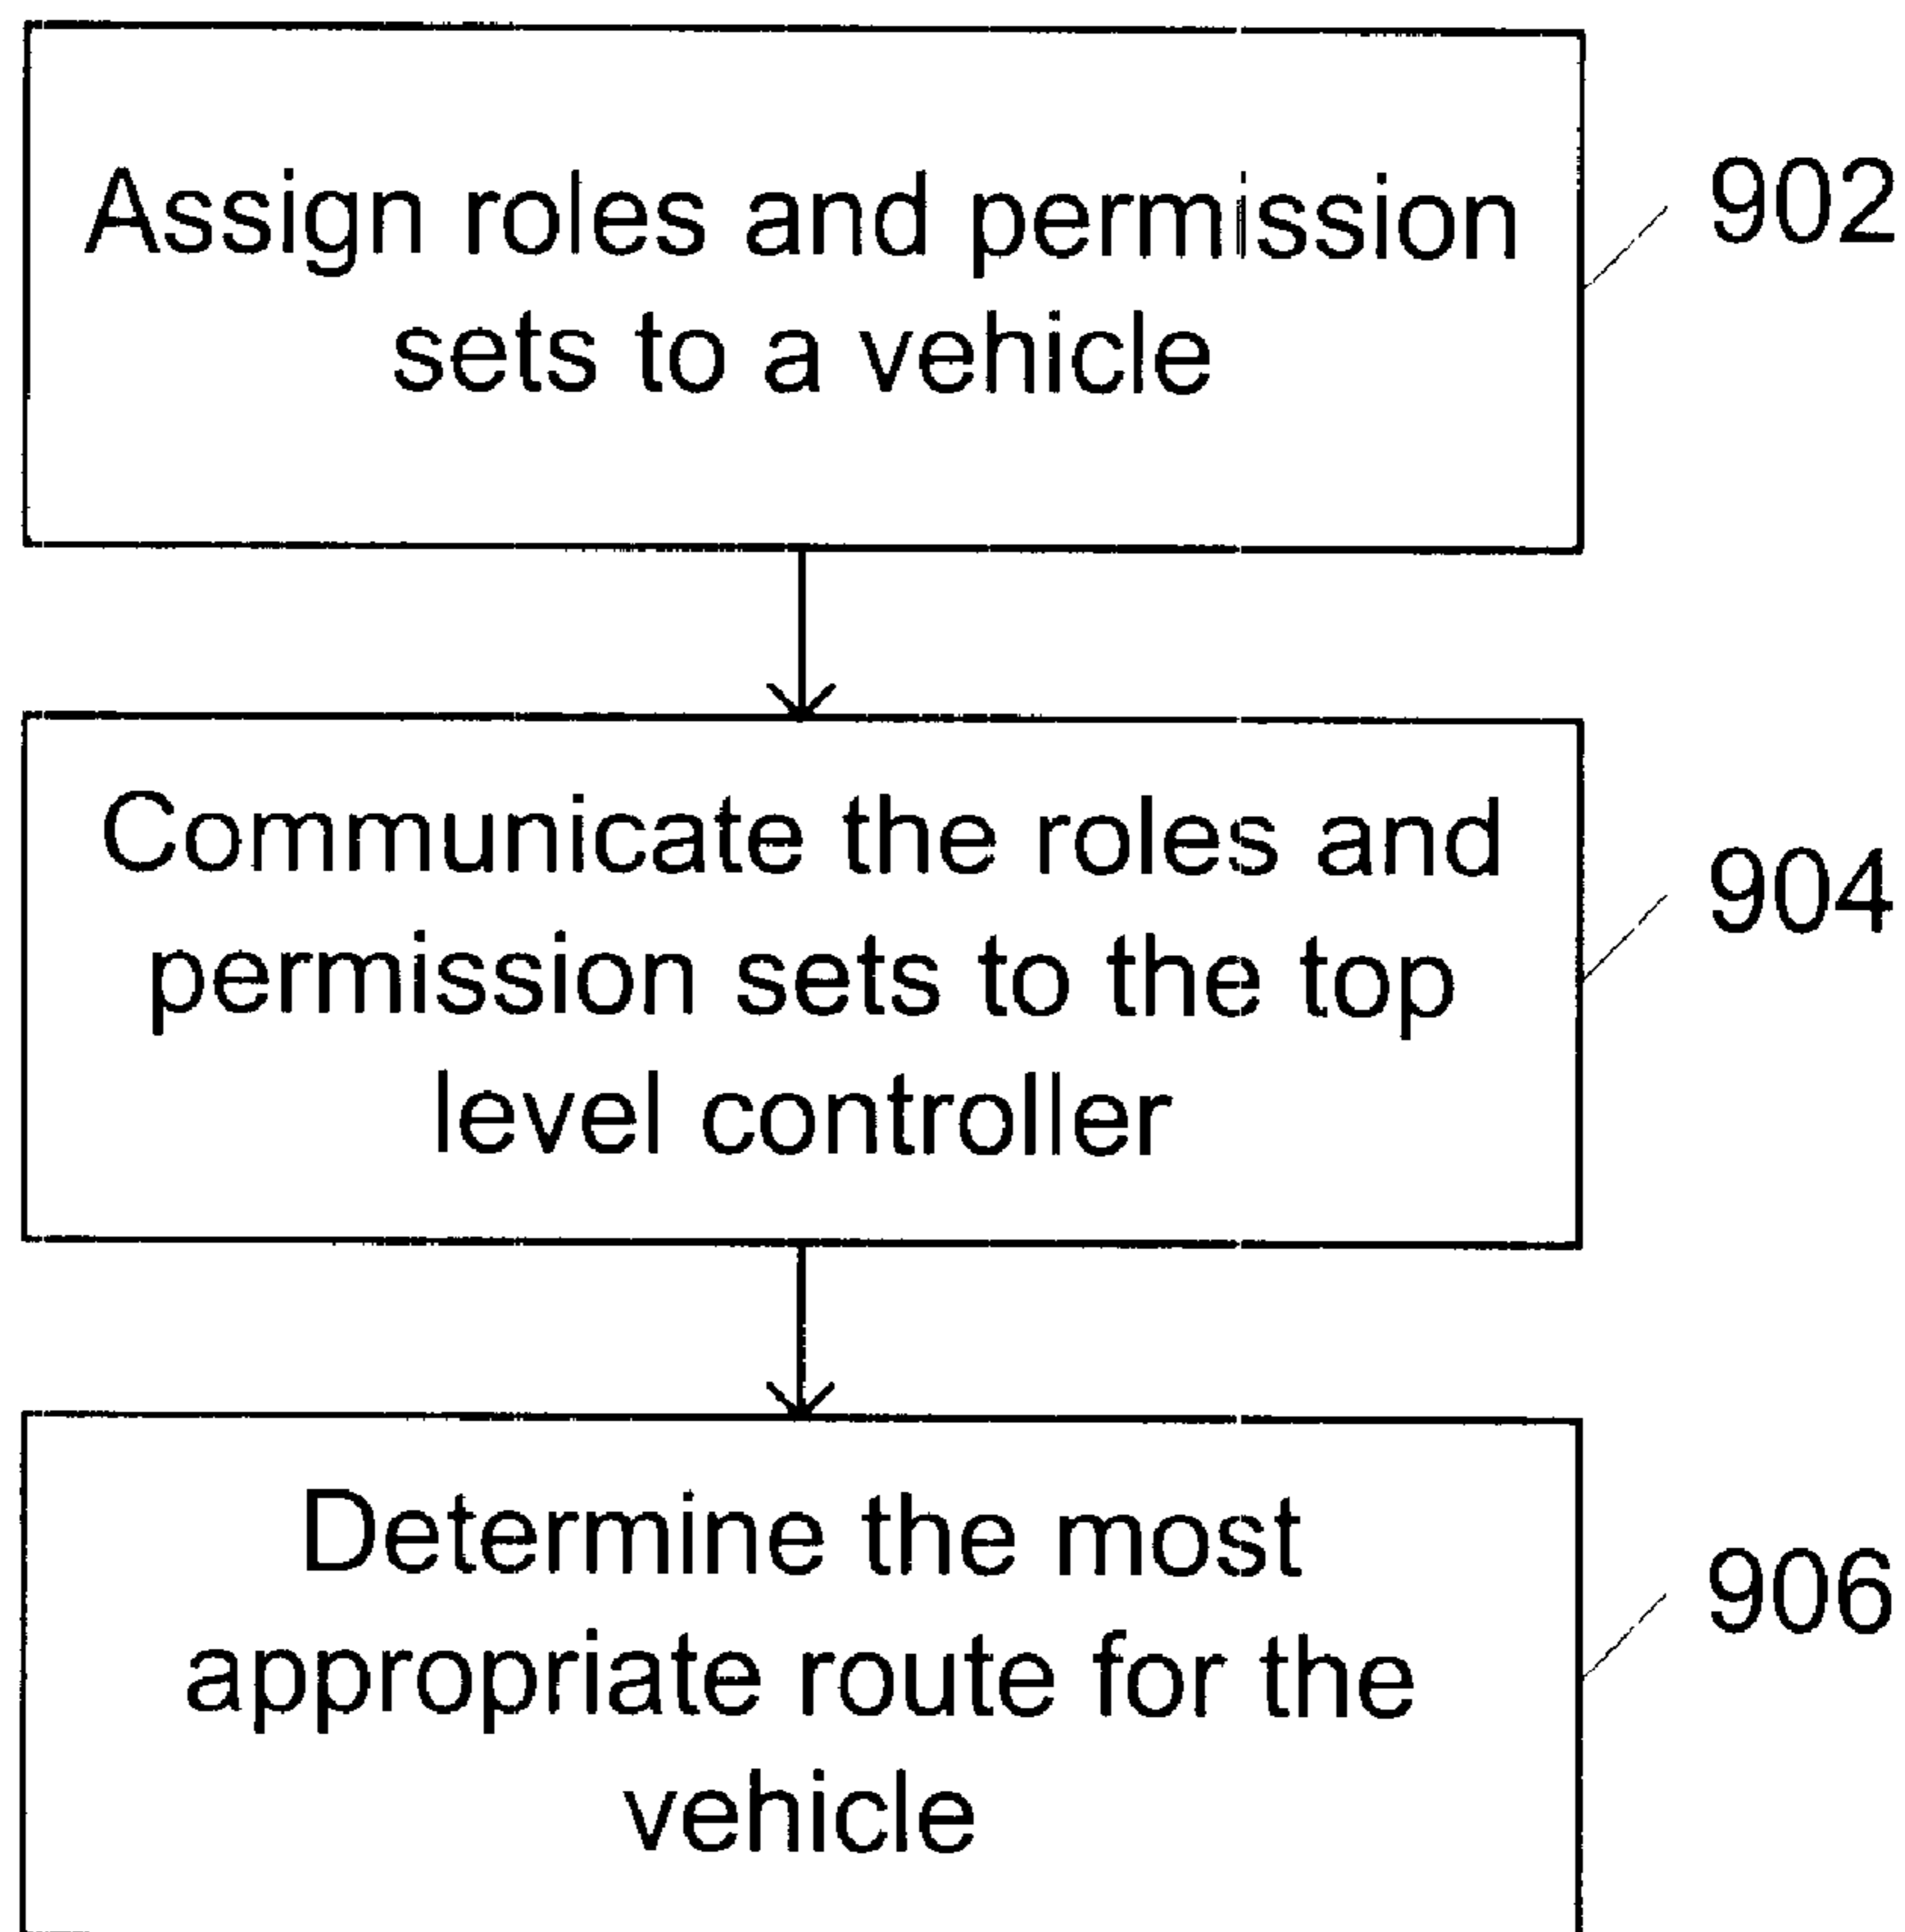 Assign roles and permission
sets to a vehicle
902
Communicate the roles and
permission sets to the top
level controller
904
Determine the most
appropriate route for the
vehicle
906